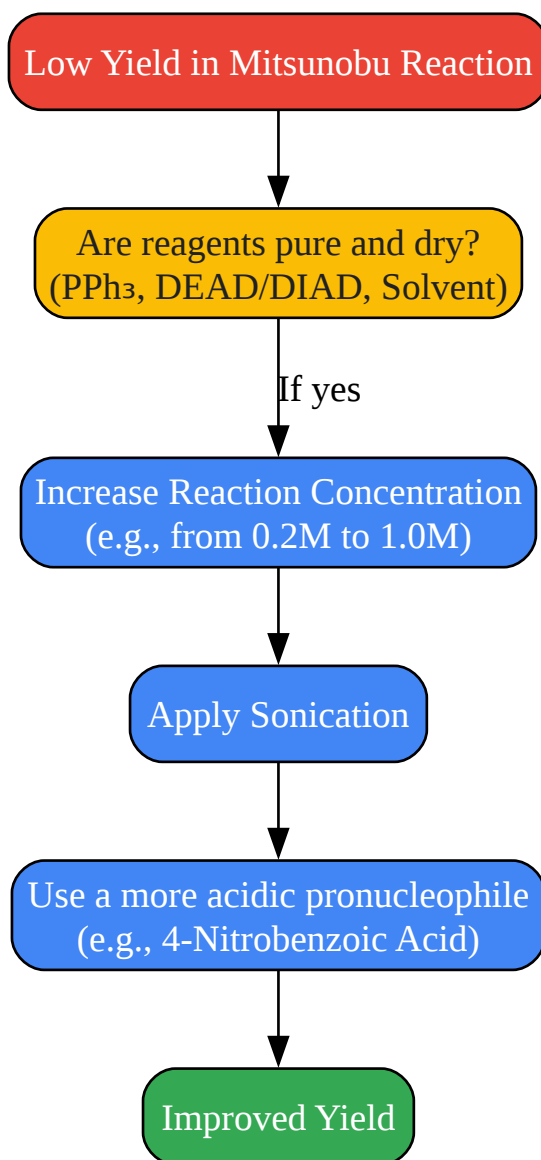 Low Yield in Mitsunobu Reaction
Are reagents pure and dry?
(PPh₃, DEAD/DIAD, Solvent)
If yes
Increase Reaction Concentration
(e.g., from 0.2M to 1.0M)
Apply Sonication
Use a more acidic pronucleophile
(e.g., 4-Nitrobenzoic Acid)
Improved Yield